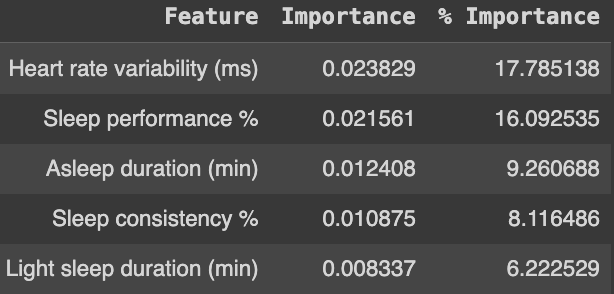 Feature Importance % Importance
Heart rate variability (ms) 0.023829 17.785138
Sleep performance % 0.021561 16.092535
Asleep duration (min) 0.012408 9.260688
Sleep consistency % 0.010875 8.116486
Light sleep duration (min) 0.008337 6.222529